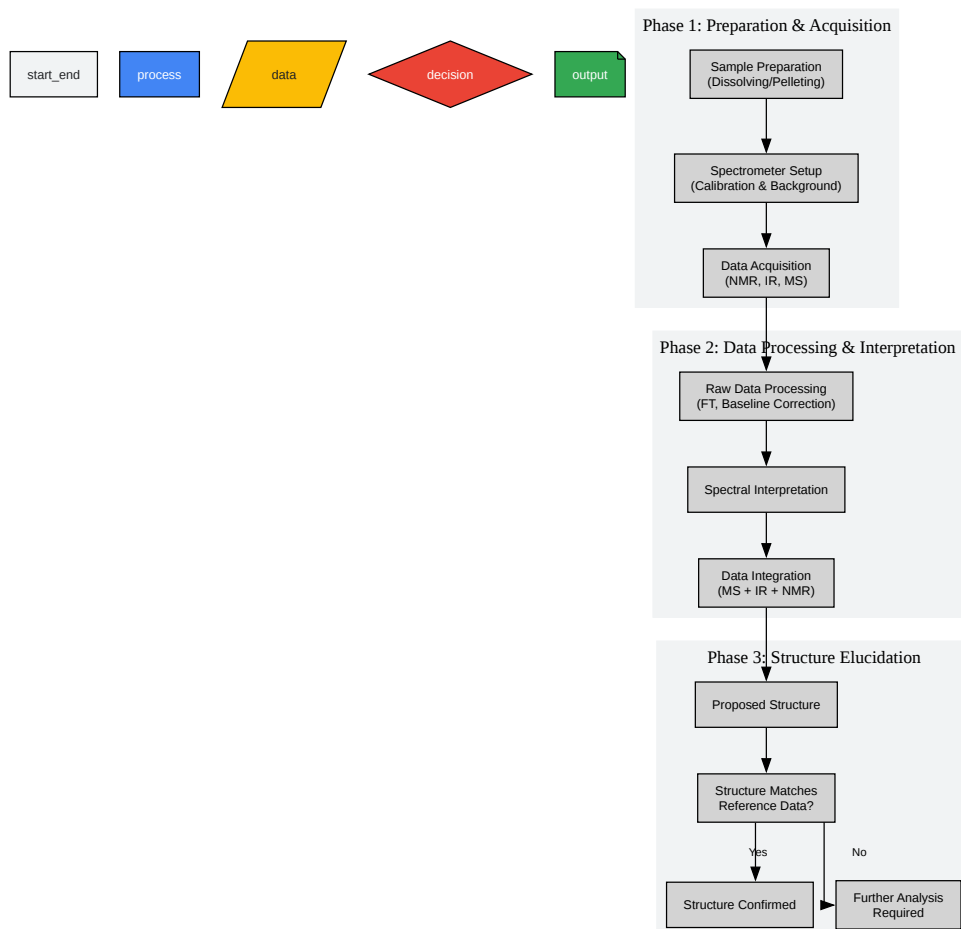 start_end
process
data
decision
output
Phase 1: Preparation & Acquisition
Sample Preparation
(Dissolving/Pelleting)
Spectrometer Setup
(Calibration & Background)
Data Acquisition
(NMR, IR, MS)
Phase 2: Data Processing & Interpretation
Raw Data Processing
(FT, Baseline Correction)
Spectral Interpretation
Data Integration
(MS + IR + NMR)
Phase 3: Structure Elucidation
Proposed Structure
Structure Matches
Reference Data?
Yes
No
Structure Confirmed
Further Analysis
Required